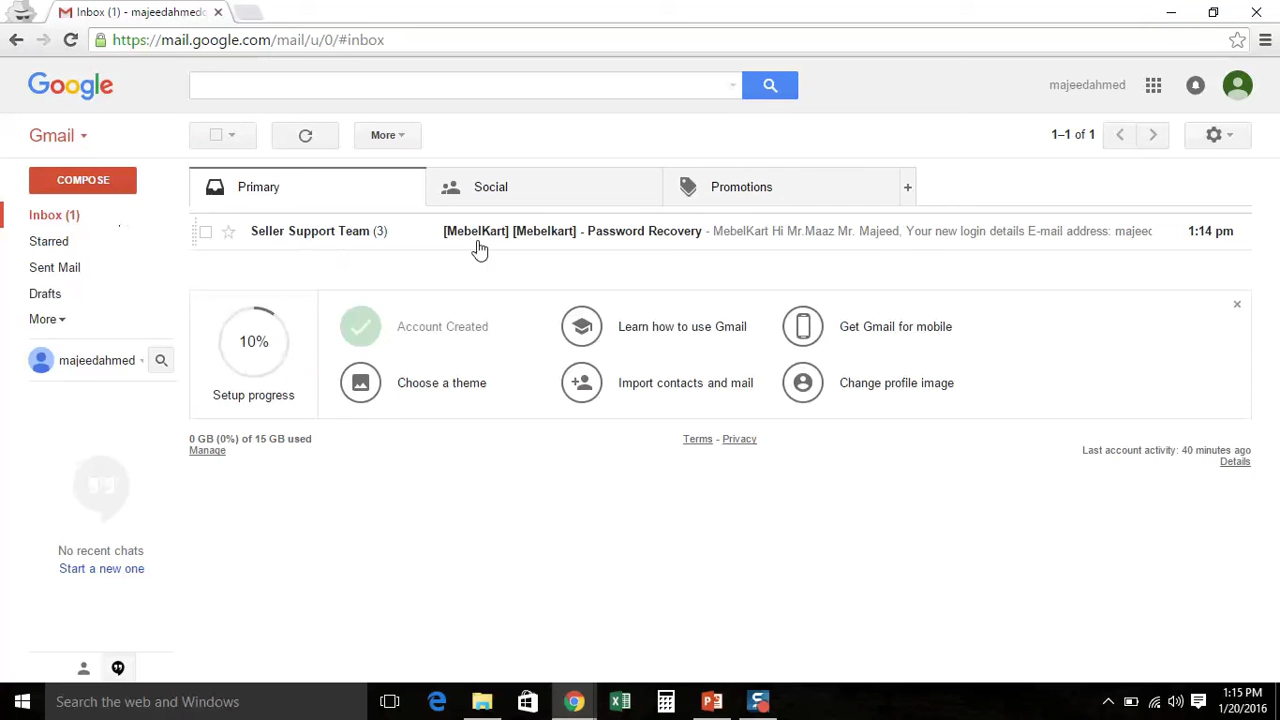 Inbox (1) - majeedahmedc
https://mail.google.com/mail/u/0/#inbox
Google
majeedahmed
Gmail
More
1–1 of 1
COMPOSE
Primary
Social
Promotions
+
Inbox (1)
Starred
Sent Mail
Drafts
More
majeedahmed
Seller Support Team (3)
[MebelKart] [Mebelkart] - Password Recovery - MebelKart Hi Mr.Maaz Mr. Majeed, Your new login details E-mail address: majeec
1:14 pm
10%
Setup progress
Account Created
Learn how to use Gmail
Get Gmail for mobile
Choose a theme
Import contacts and mail
Change profile image
0 GB (0%) of 15 GB used
Manage
Terms - Privacy
Last account activity: 40 minutes ago
Details
No recent chats
Start a new one
Search the web and Windows
1:15 PM
1/20/2016